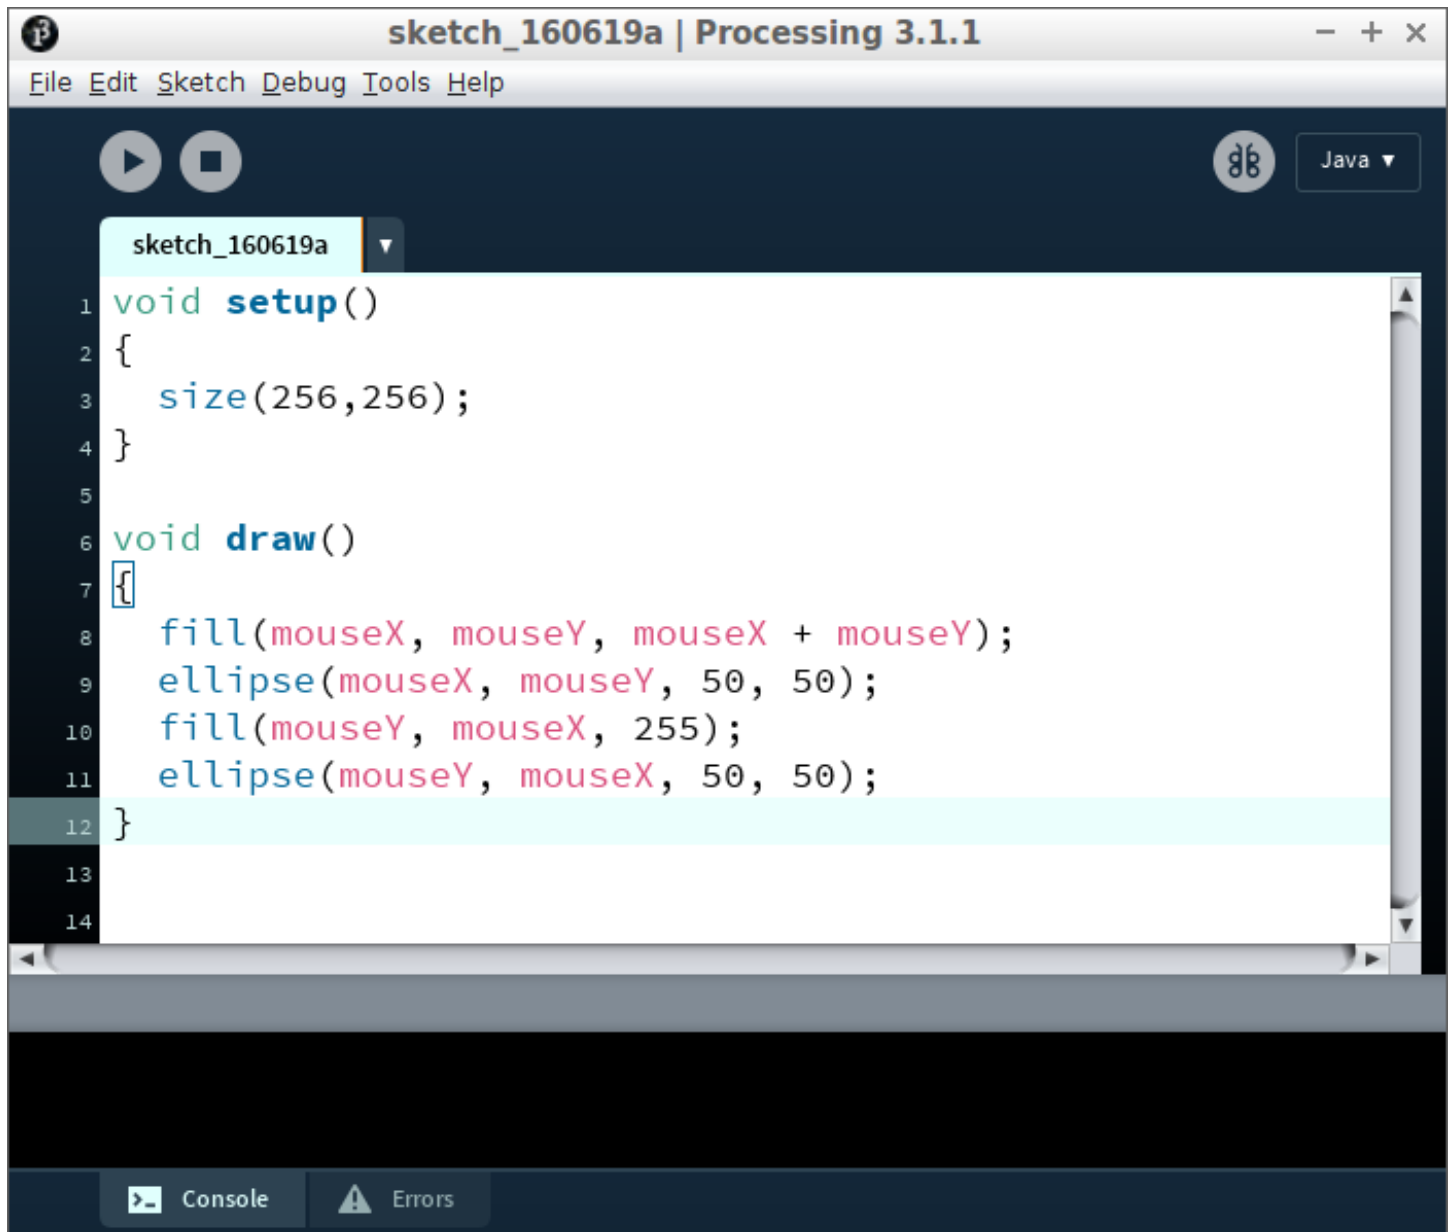 sketch_160619a | Processing 3.1.1
File Edit Sketch Debug Tools Help
Java ▼
sketch_160619a ▼
1 void setup()
2 {
3   size(256,256);
4 }
5
6 void draw()
7 {
8   fill(mouseX, mouseY, mouseX + mouseY);
9   ellipse(mouseX, mouseY, 50, 50);
10   fill(mouseY, mouseX, 255);
11   ellipse(mouseY, mouseX, 50, 50);
12 }
13
14
Console Errors